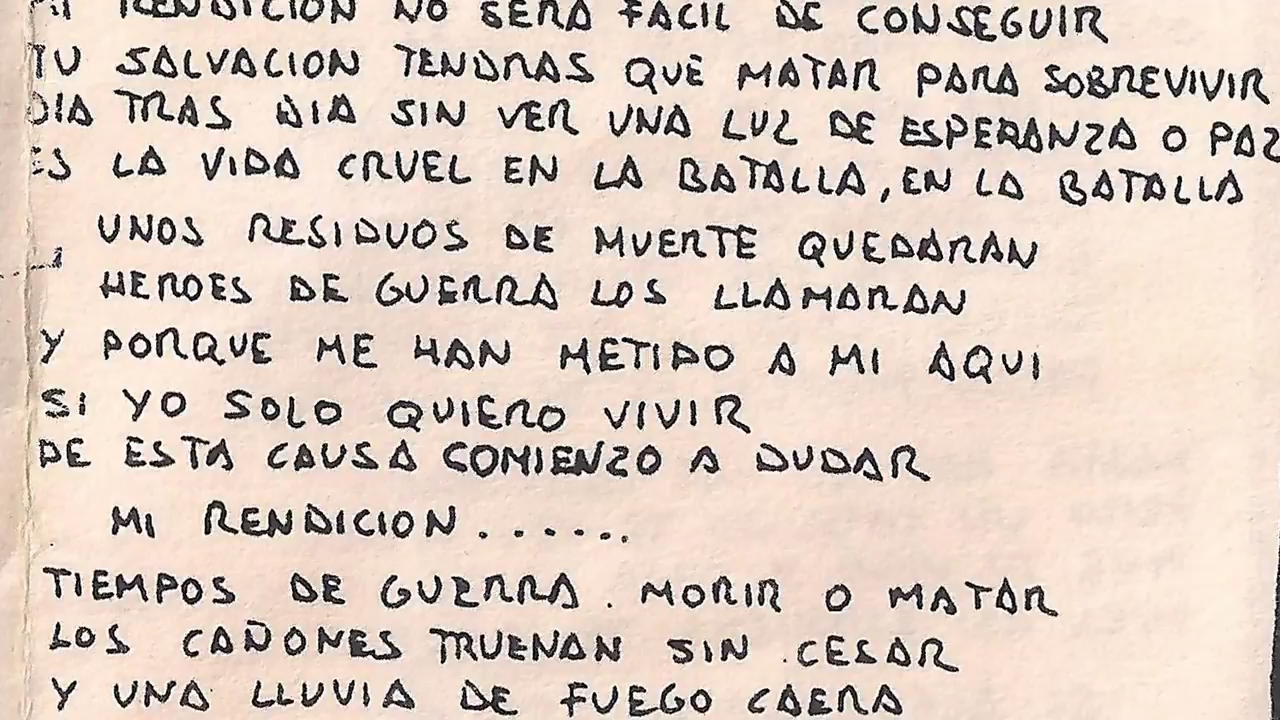 MI RENDICION NO SERA FACIL DE CONSEGUIR
TU SALVACION TENDRAS QUE MATAR PARA SOBREVIVIR
DIA TRAS DIA SIN VER UNA LUZ DE ESPERANZA O PAZ
ES LA VIDA CRUEL EN LA BATALLA, EN LA BATALLA
UNOS RESIDUOS DE MUERTE QUEDARAN
HEROES DE GUERRA LOS LLAMARAN
Y PORQUE ME HAN METIDO A MI AQUI
SI YO SOLO QUIERO VIVIR
DE ESTA CAUSA COMIENZO A DUDAR
MI RENDICION......
TIEMPOS DE GUERRA. MORIR O MATAR
LOS CAÑONES TRUENAN SIN CESAR
Y UNA LLUVIA DE FUEGO CAERA